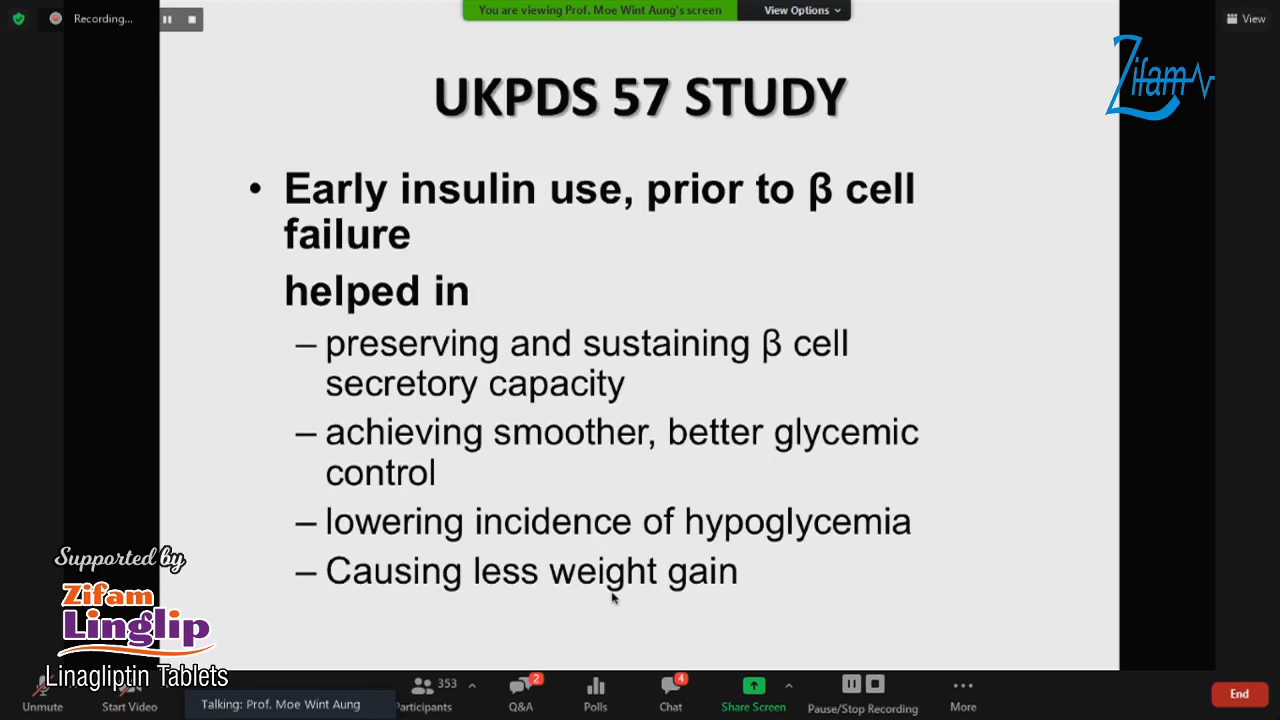 Recording...
You are viewing Prof. Moe Wint Aung's screen
View Options
View
Zifam
UKPDS 57 STUDY
• Early insulin use, prior to β cell
failure
helped in
– preserving and sustaining β cell
secretory capacity
– achieving smoother, better glycemic
control
– lowering incidence of hypoglycemia
– Causing less weight gain
Supported by
Zifam
Linglip
Linagliptin Tablets
Unmute
Start Video
Talking: Prof. Moe Wint Aung
353
Participants
2
Q&A
Polls
4
Chat
Share Screen
Pause/Stop Recording
More
End